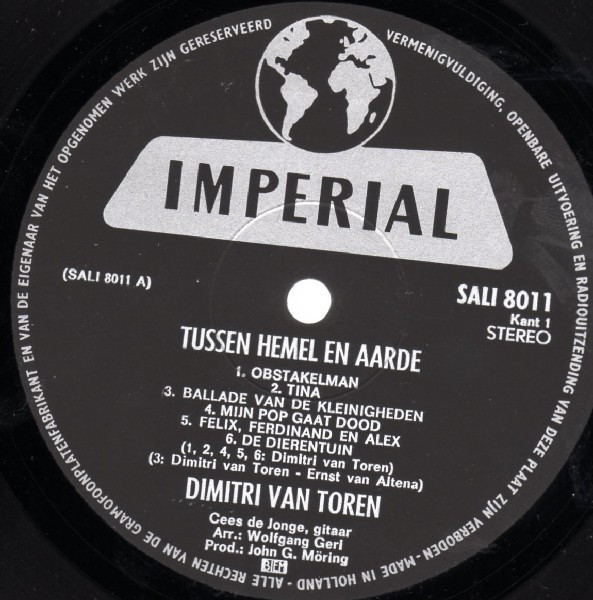 IMPERIAL
(SALI 8011 A)
SALI 8011
Kant 1
STEREO
TUSSEN HEMEL EN AARDE
1. OBSTAKELMAN
2. TINA
3. BALLADE VAN DE KLEINIGHEDEN
4. MIJN POP GAAT DOOD
5. FELIX, FERDINAND EN ALEX
6. DE DIERENTUIN
(1, 2, 4, 5, 6: Dimitri van Toren)
(3: Dimitri van Toren - Ernst van Altena)
DIMITRI VAN TOREN
Cees de Jonge, gitaar
Arr.: Wolfgang Geri
Prod.: John G. Möring
BIEM
ALLE RECHTEN VAN DE GRAMOFOONPLATENFABRIKANT EN VAN DE EIGENAAR VAN HET OPGENOMEN WERK ZIJN GERESERVEERD
VERMENIGVULDIGING, OPENBARE UITVOERING EN RADIOUITZENDING VAN DEZE PLAAT ZIJN VERBODEN - MADE IN HOLLAND -